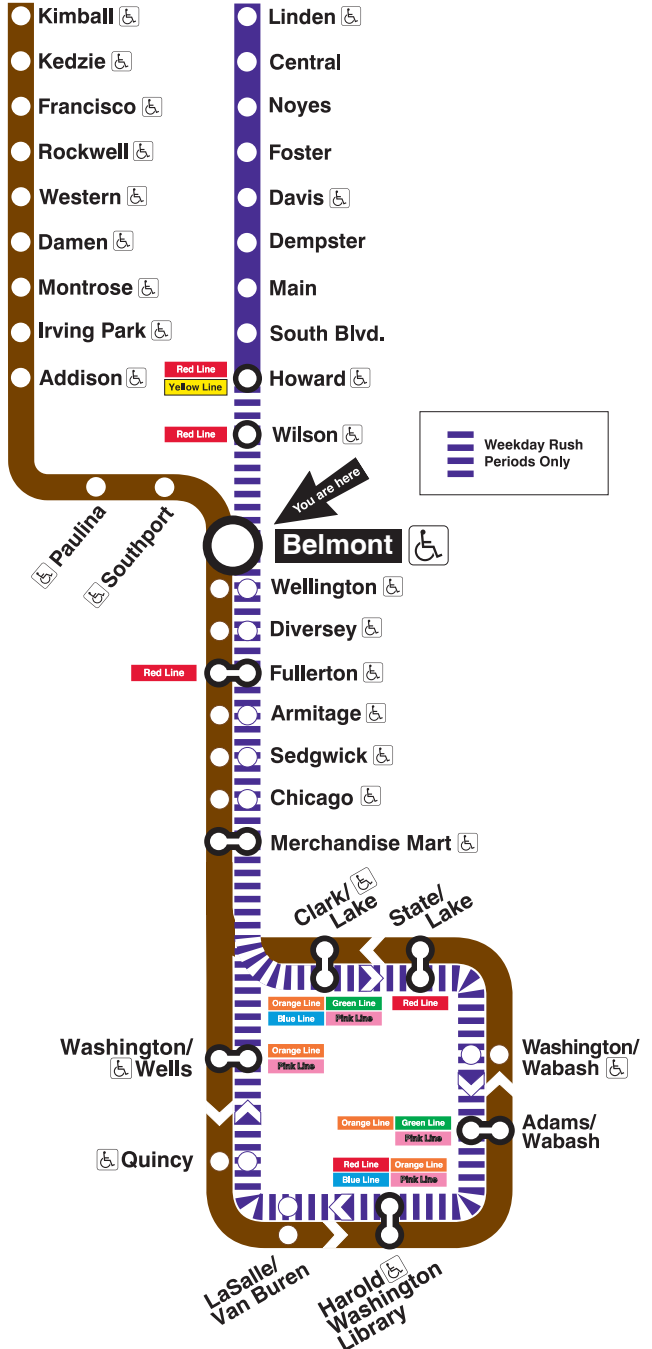 Kimball
Kedzie
Francisco
Rockwell
Western
Damen
Montrose
Irving Park
Addison
Paulina
Southport
Linden
Central
Noyes
Foster
Davis
Dempster
Main
South Blvd.
Red Line
Yellow Line
Howard
Red Line
Wilson
Weekday Rush
Periods Only
You are here
Belmont
Wellington
Diversey
Red Line
Fullerton
Armitage
Sedgwick
Chicago
Merchandise Mart
Clark/
Lake
State/
Lake
Orange Line
Green Line
Blue Line
Pink Line
Red Line
Washington/
Wells
Orange Line
Pink Line
Washington/
Wabash
Orange Line
Green Line
Pink Line
Adams/
Wabash
Quincy
Red Line
Orange Line
Blue Line
Pink Line
LaSalle/
Van Buren
Harold
Washington
Library